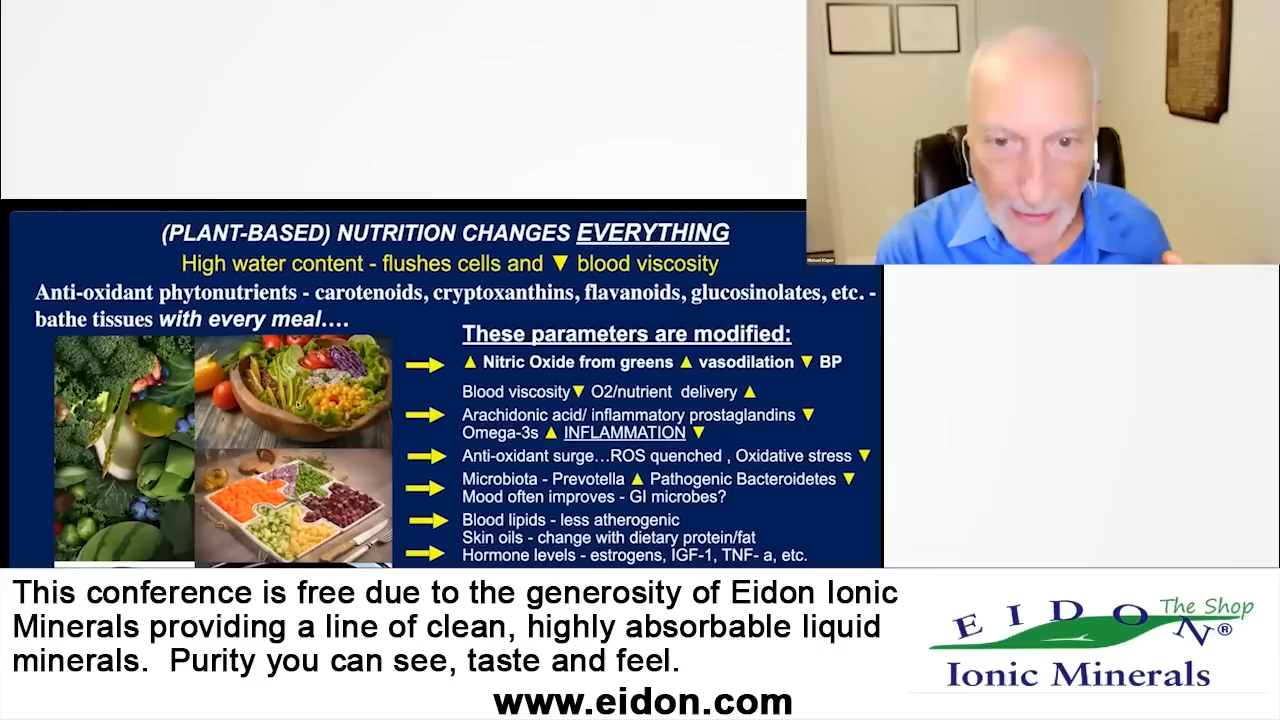 (PLANT-BASED) NUTRITION CHANGES EVERYTHING
High water content - flushes cells and ▼ blood viscosity
Anti-oxidant phytonutrients - carotenoids, cryptoxanthins, flavanoids, glucosinolates, etc. -
bathe tissues with every meal….
These parameters are modified:
▲ Nitric Oxide from greens ▲ vasodilation ▼ BP
Blood viscosity▼ O2/nutrient delivery ▲
Arachidonic acid/ inflammatory prostaglandins ▼
Omega-3s ▲ INFLAMMATION ▼
Anti-oxidant surge…ROS quenched , Oxidative stress ▼
Microbiota - Prevotella ▲ Pathogenic Bacteroidetes ▼
Mood often improves - GI microbes?
Blood lipids - less atherogenic
Skin oils - change with dietary protein/fat
Hormone levels - estrogens, IGF-1, TNF- a, etc.
This conference is free due to the generosity of Eidon Ionic
Minerals providing a line of clean, highly absorbable liquid
minerals.  Purity you can see, taste and feel.
www.eidon.com
EIDON® The Shop
Ionic Minerals